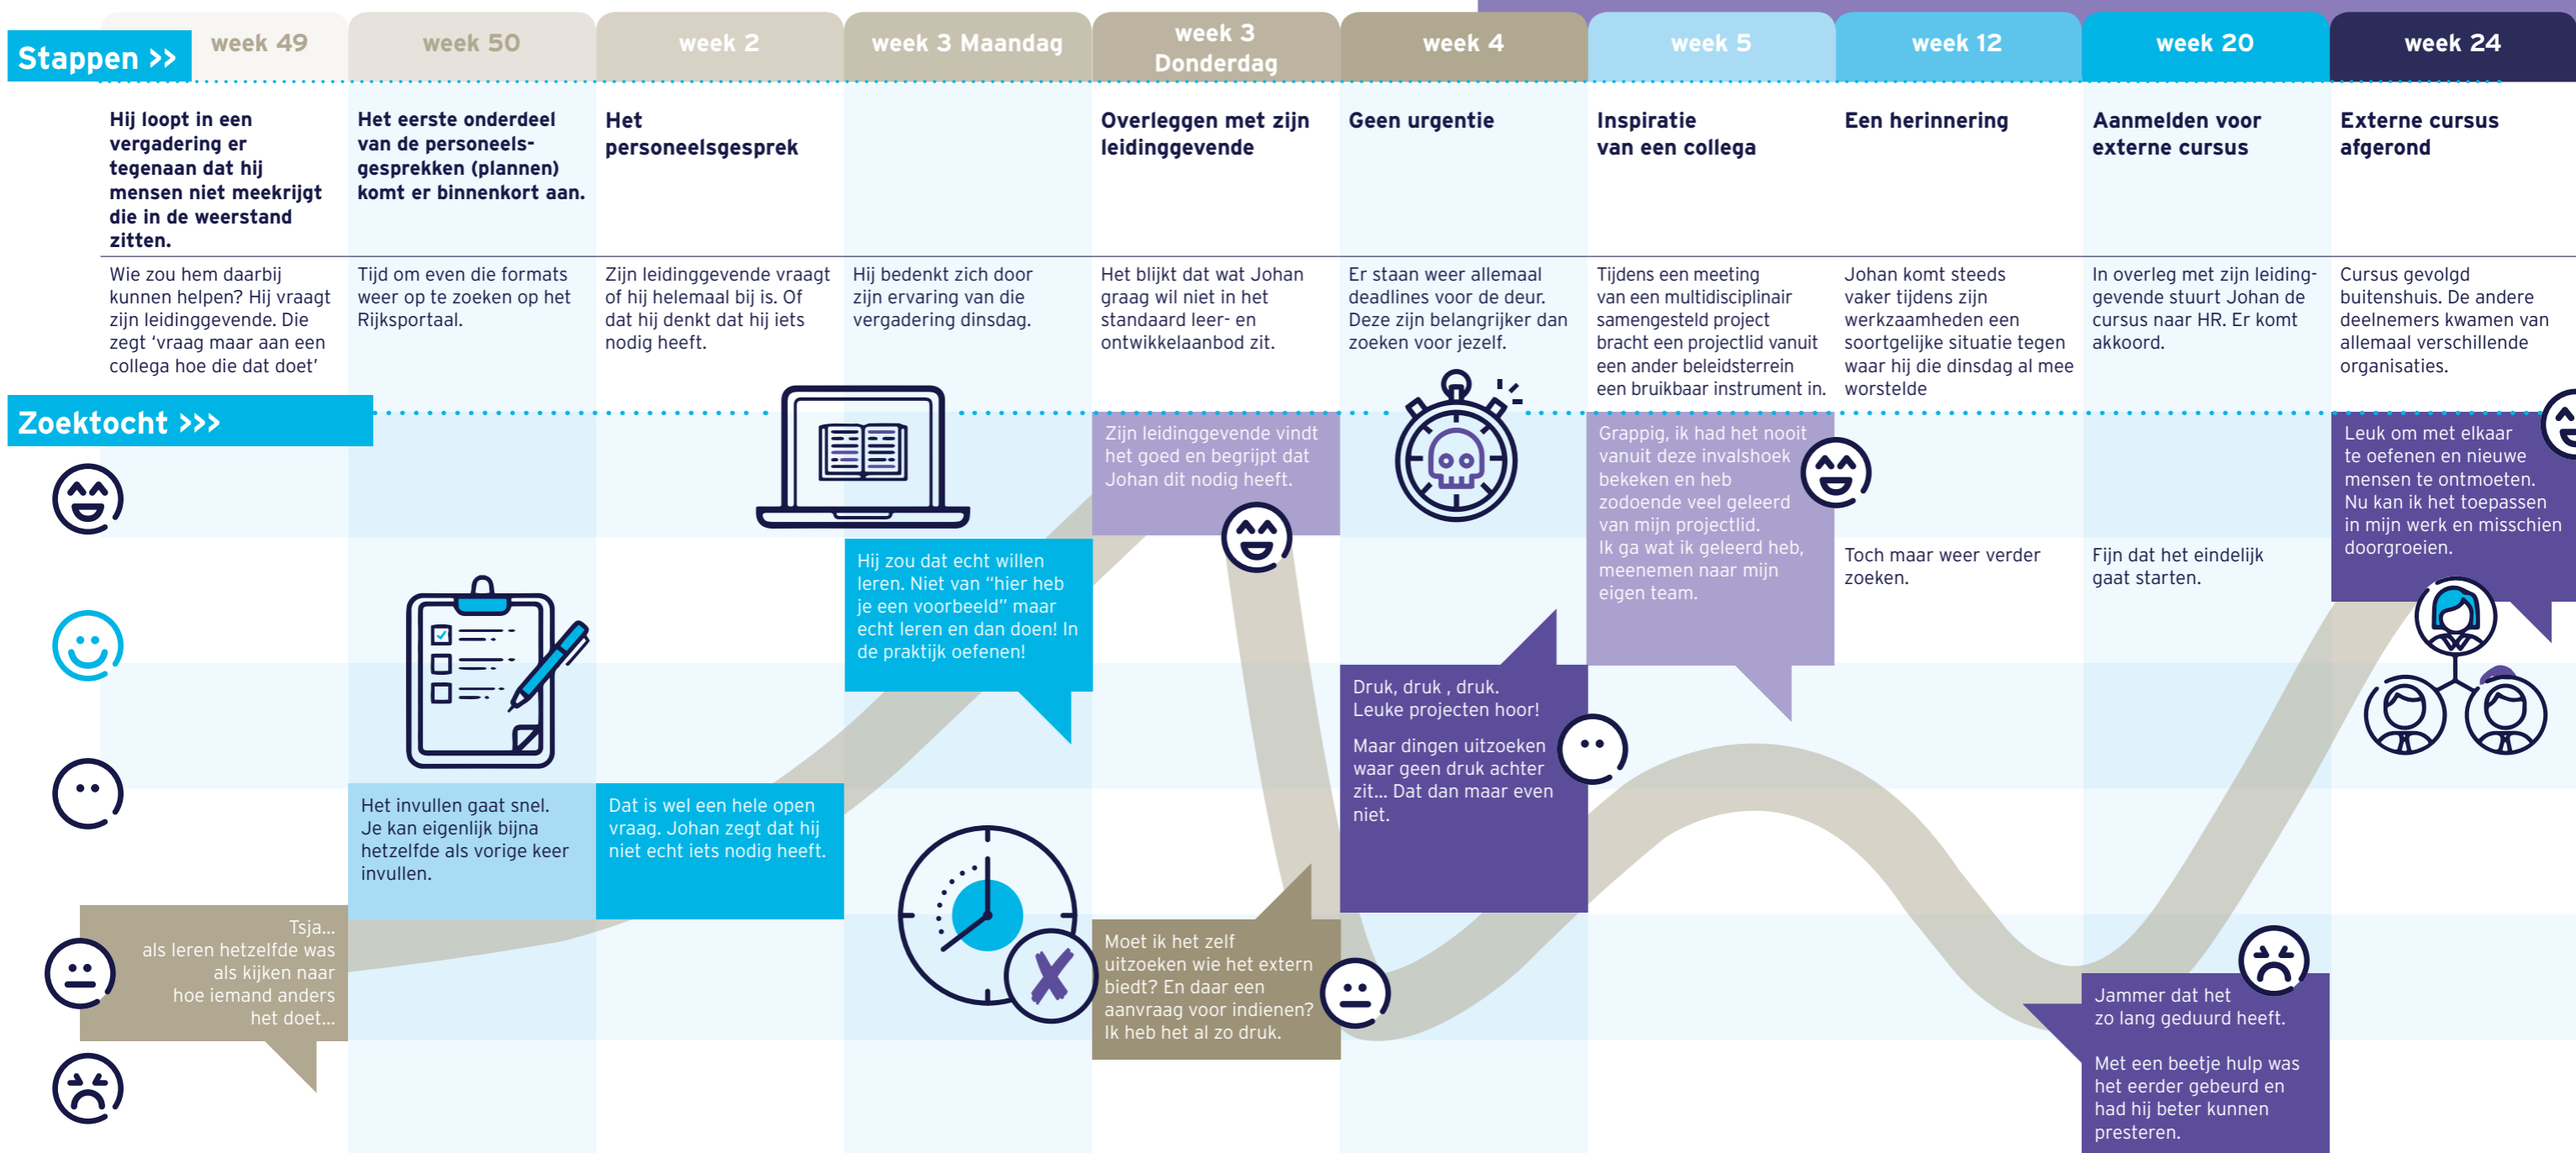 Stappen >>
week 49
week 50
week 2
week 3 Maandag
week 3
Donderdag
week 4
week 5
week 12
week 20
week 24
Hij loopt in een
vergadering er
tegenaan dat hij
mensen niet meekrijgt
die in de weerstand
zitten.
Het eerste onderdeel
van de personeels-
gesprekken (plannen)
komt er binnenkort aan.
Het
personeelsgesprek
Overleggen met zijn
leidinggevende
Geen urgentie
Inspiratie
van een collega
Een herinnering
Aanmelden voor
externe cursus
Externe cursus
afgerond
Wie zou hem daarbij
kunnen helpen? Hij vraagt
zijn leidinggevende. Die
zegt ‘vraag maar aan een
collega hoe die dat doet’
Tijd om even die formats
weer op te zoeken op het
Rijksportaal.
Zijn leidinggevende vraagt
of hij helemaal bij is. Of
dat hij denkt dat hij iets
nodig heeft.
Hij bedenkt zich door
zijn ervaring van die
vergadering dinsdag.
Het blijkt dat wat Johan
graag wil niet in het
standaard leer- en
ontwikkelaanbod zit.
Er staan weer allemaal
deadlines voor de deur.
Deze zijn belangrijker dan
zoeken voor jezelf.
Tijdens een meeting
van een multidisciplinair
samengesteld project
bracht een projectlid vanuit
een ander beleidsterrein
een bruikbaar instrument in.
Johan komt steeds
vaker tijdens zijn
werkzaamheden een
soortgelijke situatie tegen
waar hij die dinsdag al mee
worstelde
In overleg met zijn leiding-
gevende stuurt Johan de
cursus naar HR. Er komt
akkoord.
Cursus gevolgd
buitenshuis. De andere
deelnemers kwamen van
allemaal verschillende
organisaties.
Zoektocht >>>
Tsja...
als leren hetzelfde was
als kijken naar
hoe iemand anders
het doet...
Het invullen gaat snel.
Je kan eigenlijk bijna
hetzelfde als vorige keer
invullen.
Dat is wel een hele open
vraag. Johan zegt dat hij
niet echt iets nodig heeft.
Hij zou dat echt willen
leren. Niet van “hier heb
je een voorbeeld” maar
echt leren en dan doen! In
de praktijk oefenen!
Zijn leidinggevende vindt
het goed en begrijpt dat
Johan dit nodig heeft.
Moet ik het zelf
uitzoeken wie het extern
biedt? En daar een
aanvraag voor indienen?
Ik heb het al zo druk.
Druk, druk , druk.
Leuke projecten hoor!
Maar dingen uitzoeken
waar geen druk achter
zit... Dat dan maar even
niet.
Grappig, ik had het nooit
vanuit deze invalshoek
bekeken en heb
zodoende veel geleerd
van mijn projectlid.
Ik ga wat ik geleerd heb,
meenemen naar mijn
eigen team.
Toch maar weer verder
zoeken.
Fijn dat het eindelijk
gaat starten.
Jammer dat het
zo lang geduurd heeft.
Met een beetje hulp was
het eerder gebeurd en
had hij beter kunnen
presteren.
Leuk om met elkaar
te oefenen en nieuwe
mensen te ontmoeten.
Nu kan ik het toepassen
in mijn werk en misschien
doorgroeien.